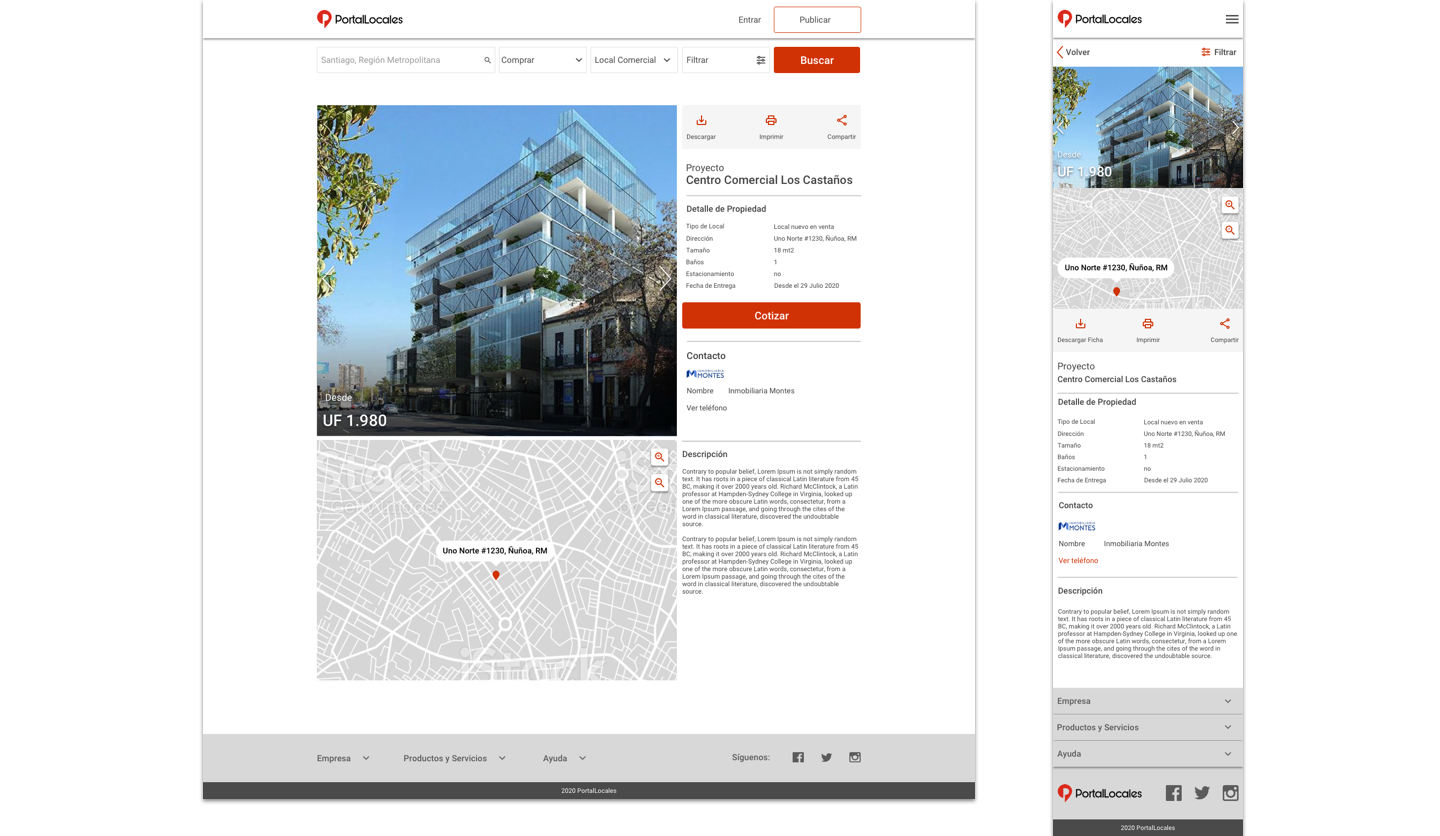 PortalLocales
Entrar
Publicar
Santiago, Región Metropolitana
Comprar
Local Comercial
Filtrar
Buscar
Descargar
Imprimir
Compartir
Proyecto
Centro Comercial Los Castaños
Detalle de Propiedad
Tipo de Local Local nuevo en venta
Dirección Uno Norte #1230, Ñuñoa, RM
Tamaño 18 mt2
Baños 1
Estacionamiento no
Fecha de Entrega Desde el 29 Julio 2020
Cotizar
Desde
UF 1.980
Contacto
INMOBILIARIA
MONTES
Nombre Inmobiliaria Montes
Ver teléfono
Uno Norte #1230, Ñuñoa, RM
Descripción
Contrary to popular belief, Lorem Ipsum is not simply random
text. It has roots in a piece of classical Latin literature from 45
BC, making it over 2000 years old. Richard McClintock, a Latin
professor at Hampden-Sydney College in Virginia, looked up
one of the more obscure Latin words, consectetur, from a
Lorem Ipsum passage, and going through the cites of the
word in classical literature, discovered the undoubtable
source.
Contrary to popular belief, Lorem Ipsum is not simply random
text. It has roots in a piece of classical Latin literature from 45
BC, making it over 2000 years old. Richard McClintock, a Latin
professor at Hampden-Sydney College in Virginia, looked up
one of the more obscure Latin words, consectetur, from a
Lorem Ipsum passage, and going through the cites of the
word in classical literature, discovered the undoubtable
source.
Empresa
Productos y Servicios
Ayuda
Síguenos:
2020 PortalLocales
PortalLocales
Volver
Filtrar
Desde
UF 1.980
Uno Norte #1230, Ñuñoa, RM
Descargar Ficha
Imprimir
Compartir
Proyecto
Centro Comercial Los Castaños
Detalle de Propiedad
Tipo de Local Local nuevo en venta
Dirección Uno Norte #1230, Ñuñoa, RM
Tamaño 18 mt2
Baños 1
Estacionamiento no
Fecha de Entrega Desde el 29 Julio 2020
Contacto
INMOBILIARIA
MONTES
Nombre Inmobiliaria Montes
Ver teléfono
Descripción
Contrary to popular belief, Lorem Ipsum is not simply random
text. It has roots in a piece of classical Latin literature from 45
BC, making it over 2000 years old. Richard McClintock, a Latin
professor at Hampden-Sydney College in Virginia, looked up one
of the more obscure Latin words, consectetur, from a Lorem
Ipsum passage, and going through the cites of the word in
classical literature, discovered the undoubtable source.
Empresa
Productos y Servicios
Ayuda
PortalLocales
2020 PortalLocales